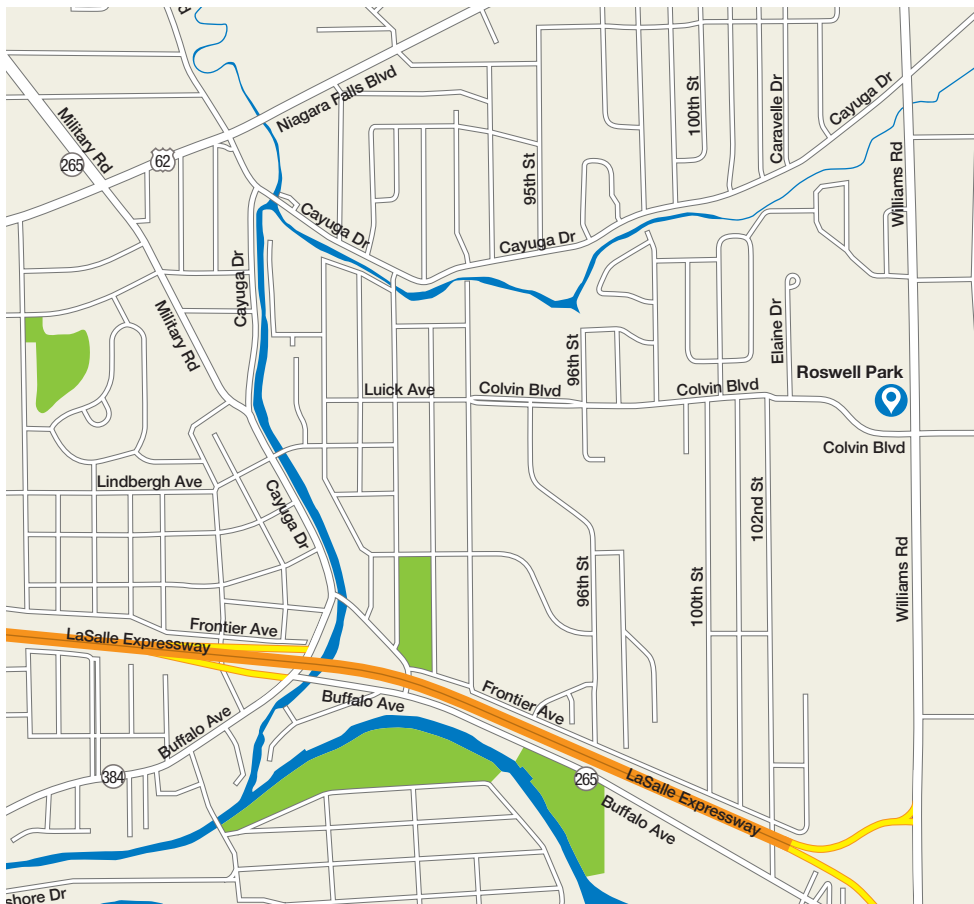 Rd
Niagara Falls Blvd
Military Rd
265
62
100th St
Caravelle Dr
Cayuga Dr
95th St
Williams Rd
Cayuga Dr
Cayuga Dr
Cayuga Dr
Military Rd
Elaine Dr
96th St
Roswell Park
Luick Ave
Colvin Blvd
Colvin Blvd
Colvin Blvd
Lindbergh Ave
Cayuga Dr
102nd St
Williams Rd
96th St
100th St
Frontier Ave
LaSalle Expressway
Buffalo Ave
Frontier Ave
Buffalo Ave
384
265
LaSalle Expressway
Buffalo Ave
shore Dr